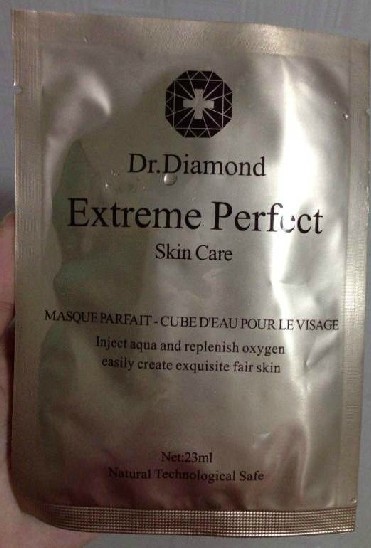 Dr.Diamond
Extreme Perfect
Skin Care
MASQUE PARFAIT - CUBE D'EAU POUR LE VISAGE
Inject aqua and replenish oxygen
easily create exquisite fair skin
Net:23ml
Natural Technological Safe